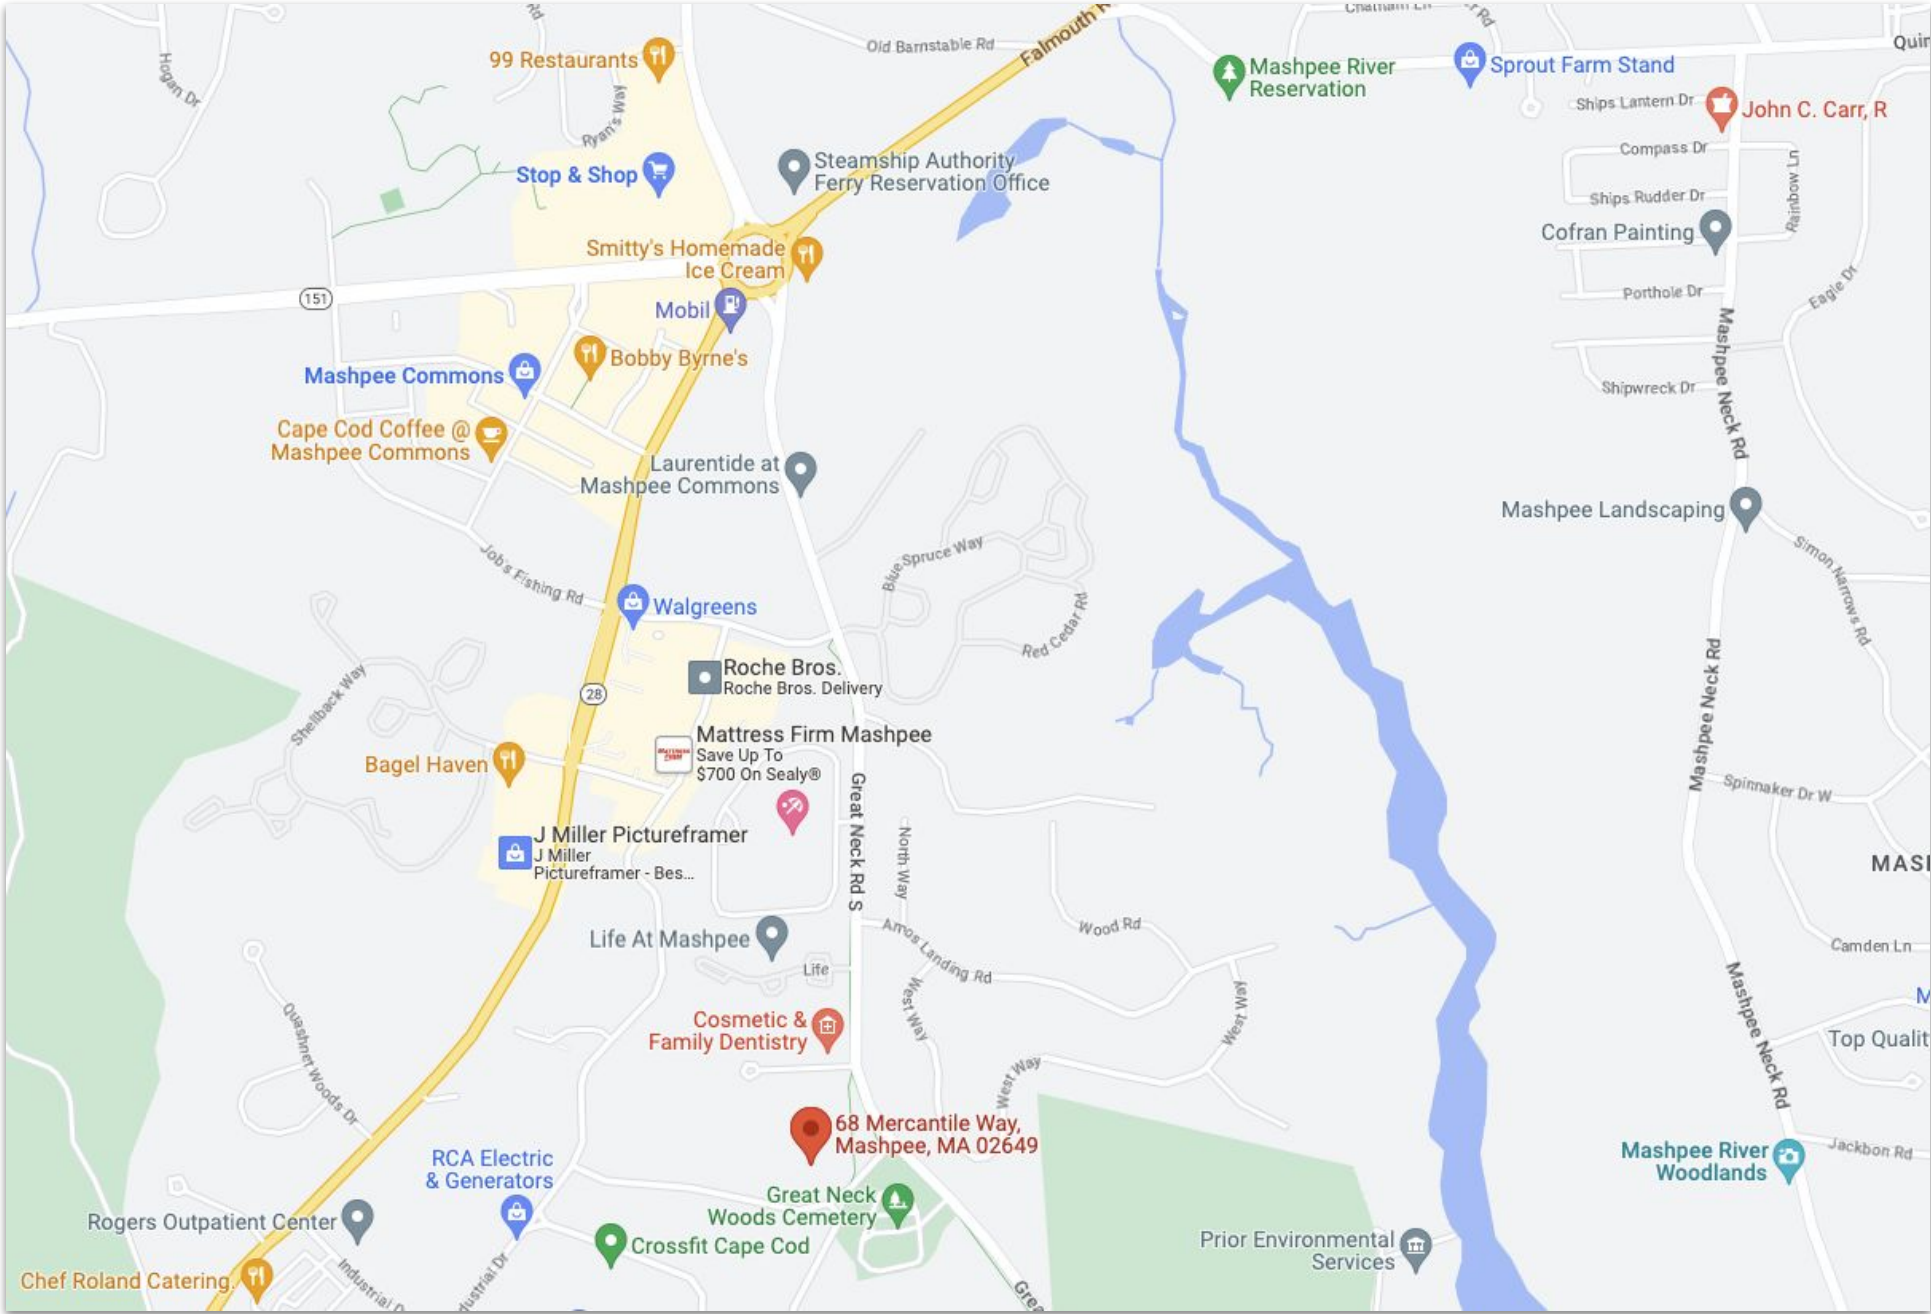 Chatham Ln
Hogan Dr
99 Restaurants
Old Barnstable Rd
Falmouth
Mashpee River
Reservation
Sprout Farm Stand
Ryan's Way
Ships Lantern Dr
John C. Carr, R
Stop & Shop
Steamship Authority
Ferry Reservation Office
Compass Dr
Rainbow Ln
Ships Rudder Dr
Cofran Painting
Smitty's Homemade
Ice Cream
151
Mobil
Porthole Dr
Eagle Dr
Mashpee Neck Rd
Bobby Byrne's
Mashpee Commons
Shipwreck Dr
Cape Cod Coffee @
Mashpee Commons
Laurentide at
Mashpee Commons
Mashpee Landscaping
Simon Narrows Rd
Job's Fishing Rd
Blue Spruce Way
Walgreens
Red Cedar Rd
Roche Bros.
Roche Bros. Delivery
Shellback Way
28
Mashpee Neck Rd
Mattress Firm Mashpee
Save Up To
$700 On Sealy®
Bagel Haven
Great Neck Rd S
Spinnaker Dr W
J Miller Pictureframer
J Miller
Pictureframer - Bes...
North Way
MAS
Life At Mashpee
Amos Landing Rd
Wood Rd
Camden Ln
Life
West Way
West Way
Quashnet Woods Dr
Cosmetic &
Family Dentistry
Mashpee Neck Rd
Top Qualit
West Way
68 Mercantile Way,
Mashpee, MA 02649
RCA Electric
& Generators
Mashpee River
Woodlands
Jackbon Rd
Great Neck
Woods Cemetery
Rogers Outpatient Center
Crossfit Cape Cod
Prior Environmental
Services
Chef Roland Catering
Industrial D
dustrial Dr
Grea